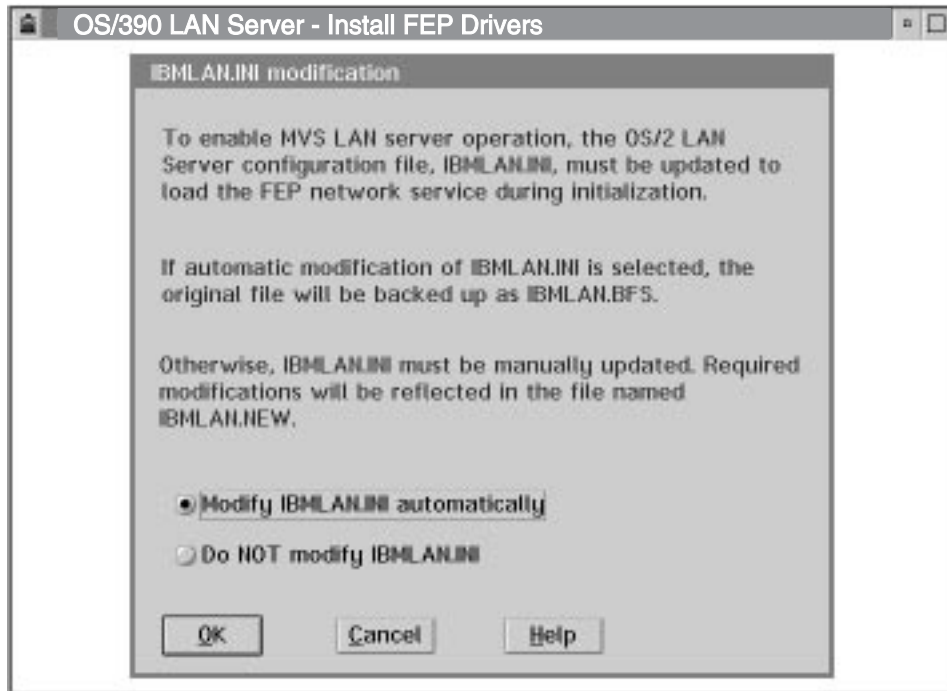 OS/390 LAN Server - Install FEP Drivers
IBMLAN.INI modification
To enable MVS LAN server operation, the OS/2 LAN
Server configuration file, IBMLAN.INI, must be updated to
load the FEP network service during initialization.
If automatic modification of IBMLAN.INI is selected, the
original file will be backed up as IBMLAN.BFS.
Otherwise, IBMLAN.INI must be manually updated. Required
modifications will be reflected in the file named
IBMLAN.NEW.
Modify IBMLAN.INI automatically
Do NOT modify IBMLAN.INI
OK Cancel Help